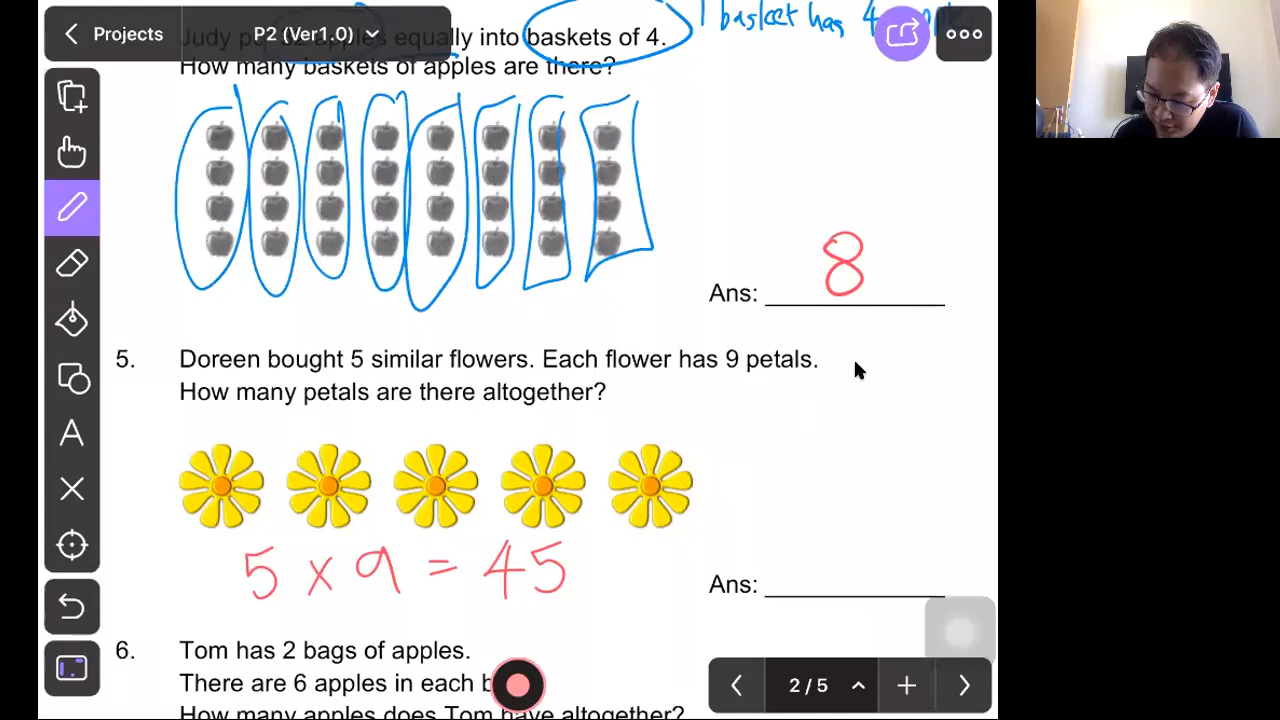 1 basket has 4
Projects
P2 (Ver1.0)
equally into baskets of 4.
How many baskets of apples are there?
Ans: 8
5. Doreen bought 5 similar flowers. Each flower has 9 petals.
How many petals are there altogether?
5 x 9 = 45
Ans:
6. Tom has 2 bags of apples.
There are 6 apples in each
How many apples does Tom have altogether?
2 / 5